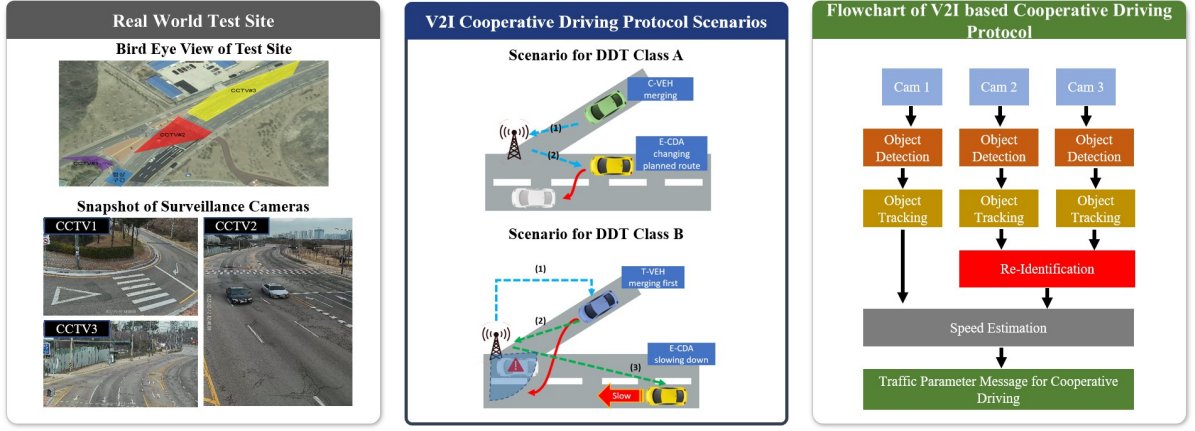 Real World Test Site
Bird Eye View of Test Site
CCTV#3
CCTV#2
Snapshot of Surveillance Cameras
CCTV1
CCTV2
CCTV3
V2I Cooperative Driving Protocol Scenarios
Scenario for DDT Class A
C-VEH
merging
(1)
(2)
E-CDA
changing
planned route
Scenario for DDT Class B
(1)
T-VEH
merging first
(2)
E-CDA
slowing down
(3)
Slow
Flowchart of V2I based Cooperative Driving
Protocol
Cam 1
Cam 2
Cam 3
Object
Detection
Object
Detection
Object
Detection
Object
Tracking
Object
Tracking
Object
Tracking
Re-Identification
Speed Estimation
Traffic Parameter Message for Cooperative
Driving